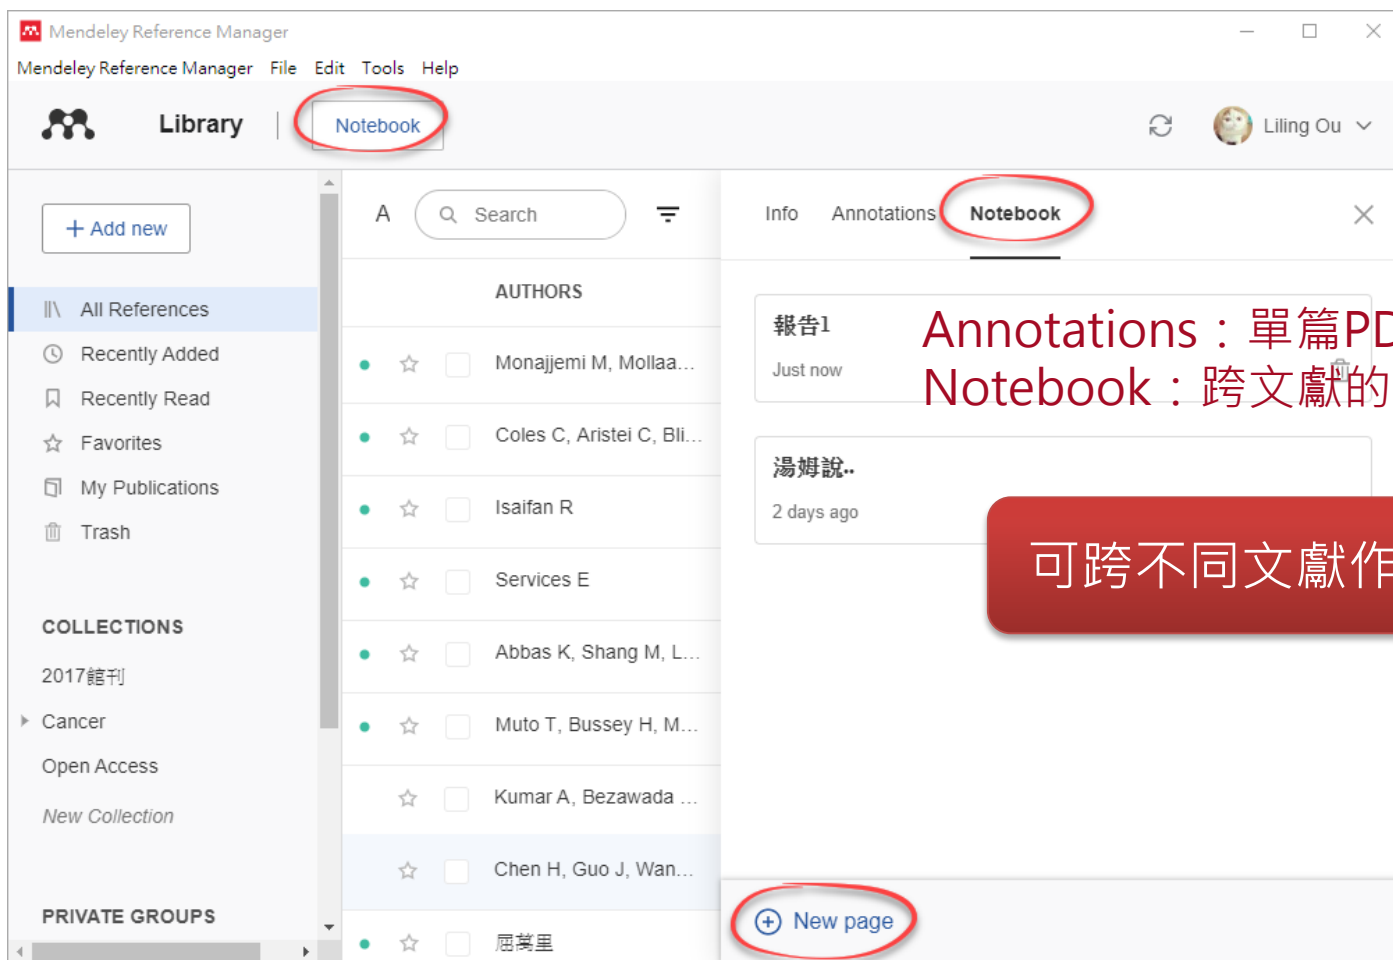 Mendeley Reference Manager
Mendeley Reference Manager File Edit Tools Help
Library
Notebook
Liling Ou
+ Add new
All References
Recently Added
Recently Read
Favorites
My Publications
Trash
COLLECTIONS
2017館刊
Cancer
Open Access
New Collection
PRIVATE GROUPS
A
Search
AUTHORS
Monajjemi M, Mollaa...
Coles C, Aristei C, Bli...
Isaifan R
Services E
Abbas K, Shang M, L...
Muto T, Bussey H, M...
Kumar A, Bezawada ...
Chen H, Guo J, Wan...
屈萬里
Info Annotations Notebook
報告1
Just now
Annotations：單篇PD
Notebook：跨文獻的
湯姆說..
2 days ago
可跨不同文獻作
New page